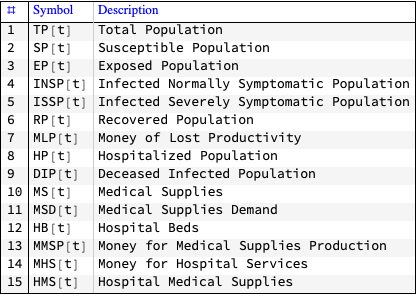 # Symbol Description
1 TP[t] Total Population
2 SP[t] Susceptible Population
3 EP[t] Exposed Population
4 INSP[t] Infected Normally Symptomatic Population
5 ISSP[t] Infected Severely Symptomatic Population
6 RP[t] Recovered Population
7 MLP[t] Money of Lost Productivity
8 HP[t] Hospitalized Population
9 DIP[t] Deceased Infected Population
10 MS[t] Medical Supplies
11 MSD[t] Medical Supplies Demand
12 HB[t] Hospital Beds
13 MMSP[t] Money for Medical Supplies Production
14 MHS[t] Money for Hospital Services
15 HMS[t] Hospital Medical Supplies